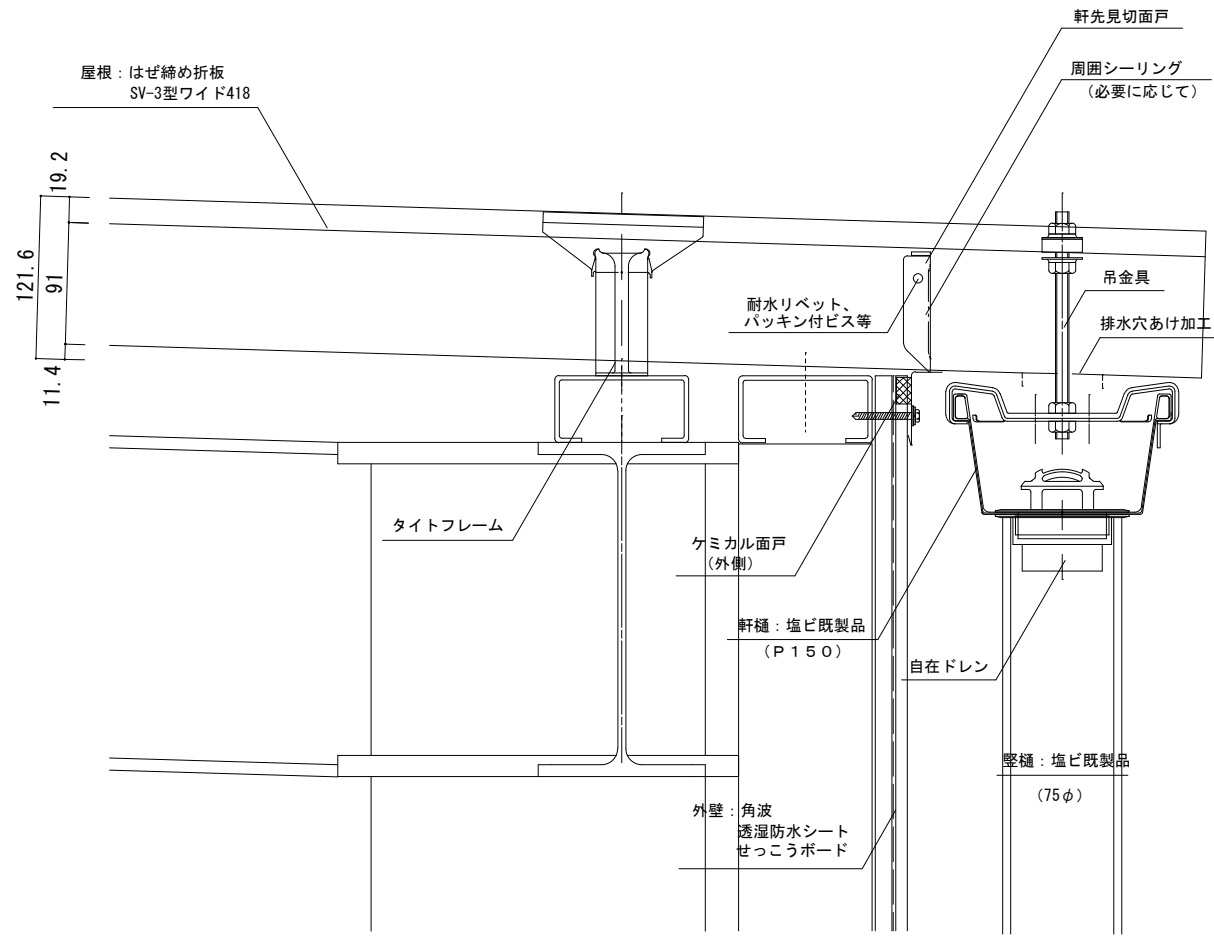 軒先見切面戸
屋根：はぜ締め折板
SV-3型ワイド418
周囲シーリング
（必要に応じて）
19.2
121.6
91
11.4
吊金具
耐水リベット、
パッキン付ビス等
排水穴あけ加工
タイトフレーム
ケミカル面戸
（外側）
軒樋：塩ビ既製品
（Ｐ１５０）
自在ドレン
竪樋：塩ビ既製品
（75φ）
外壁：角波
透湿防水シート
せっこうボード